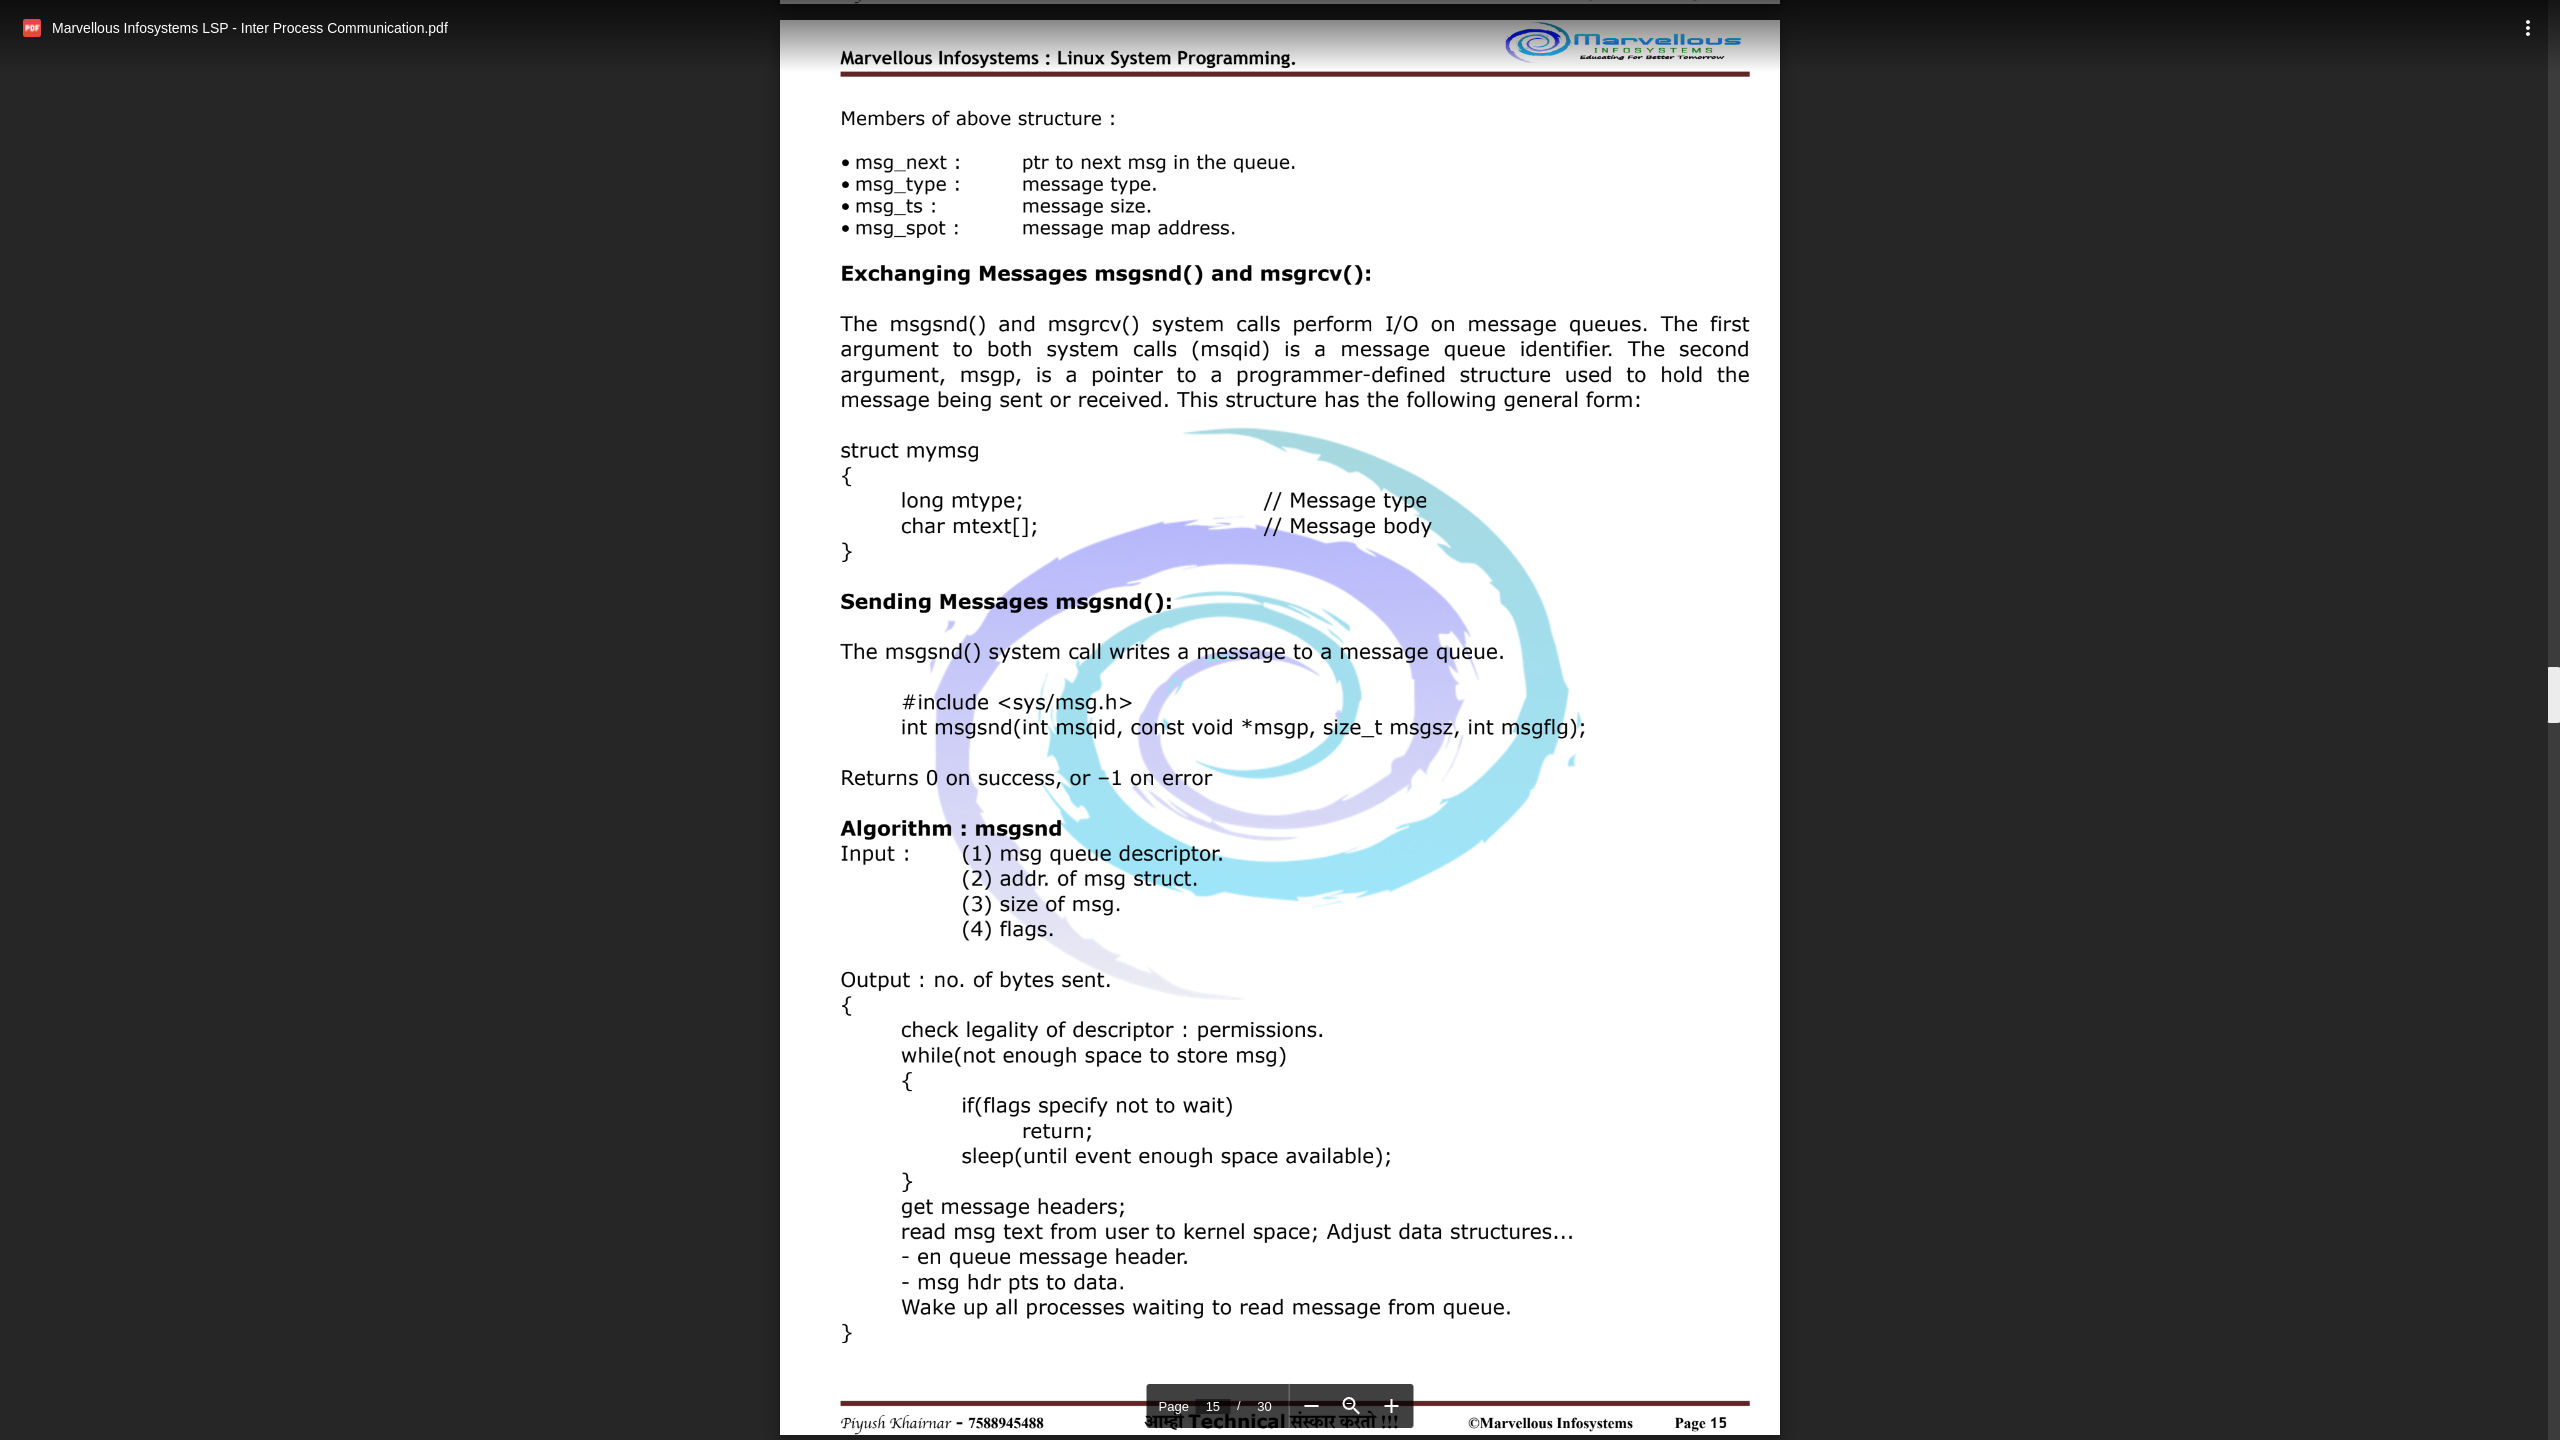 Marvellous Infosystems LSP - Inter Process Communication.pdf
Marvellous Infosystems : Linux System Programming.
Marvellous
INFOSYSTEMS
Educating For Better Tomorrow
Members of above structure :
• msg_next : ptr to next msg in the queue.
• msg_type : message type.
• msg_ts : message size.
• msg_spot : message map address.
Exchanging Messages msgsnd() and msgrcv():
The msgsnd() and msgrcv() system calls perform I/O on message queues. The first
argument to both system calls (msqid) is a message queue identifier. The second
argument, msgp, is a pointer to a programmer-defined structure used to hold the
message being sent or received. This structure has the following general form:
struct mymsg
{
long mtype; // Message type
char mtext[]; // Message body
}
Sending Messages msgsnd():
The msgsnd() system call writes a message to a message queue.
#include <sys/msg.h>
int msgsnd(int msqid, const void *msgp, size_t msgsz, int msgflg);
Returns 0 on success, or –1 on error
Algorithm : msgsnd
Input : (1) msg queue descriptor.
(2) addr. of msg struct.
(3) size of msg.
(4) flags.
Output : no. of bytes sent.
{
check legality of descriptor : permissions.
while(not enough space to store msg)
{
if(flags specify not to wait)
return;
sleep(until event enough space available);
}
get message headers;
read msg text from user to kernel space; Adjust data structures...
- en queue message header.
- msg hdr pts to data.
Wake up all processes waiting to read message from queue.
}
Page 15 / 30
Piyush Khairnar - 7588945488 आम्ही Technical संस्कार करतो !!! ©Marvellous Infosystems Page 15